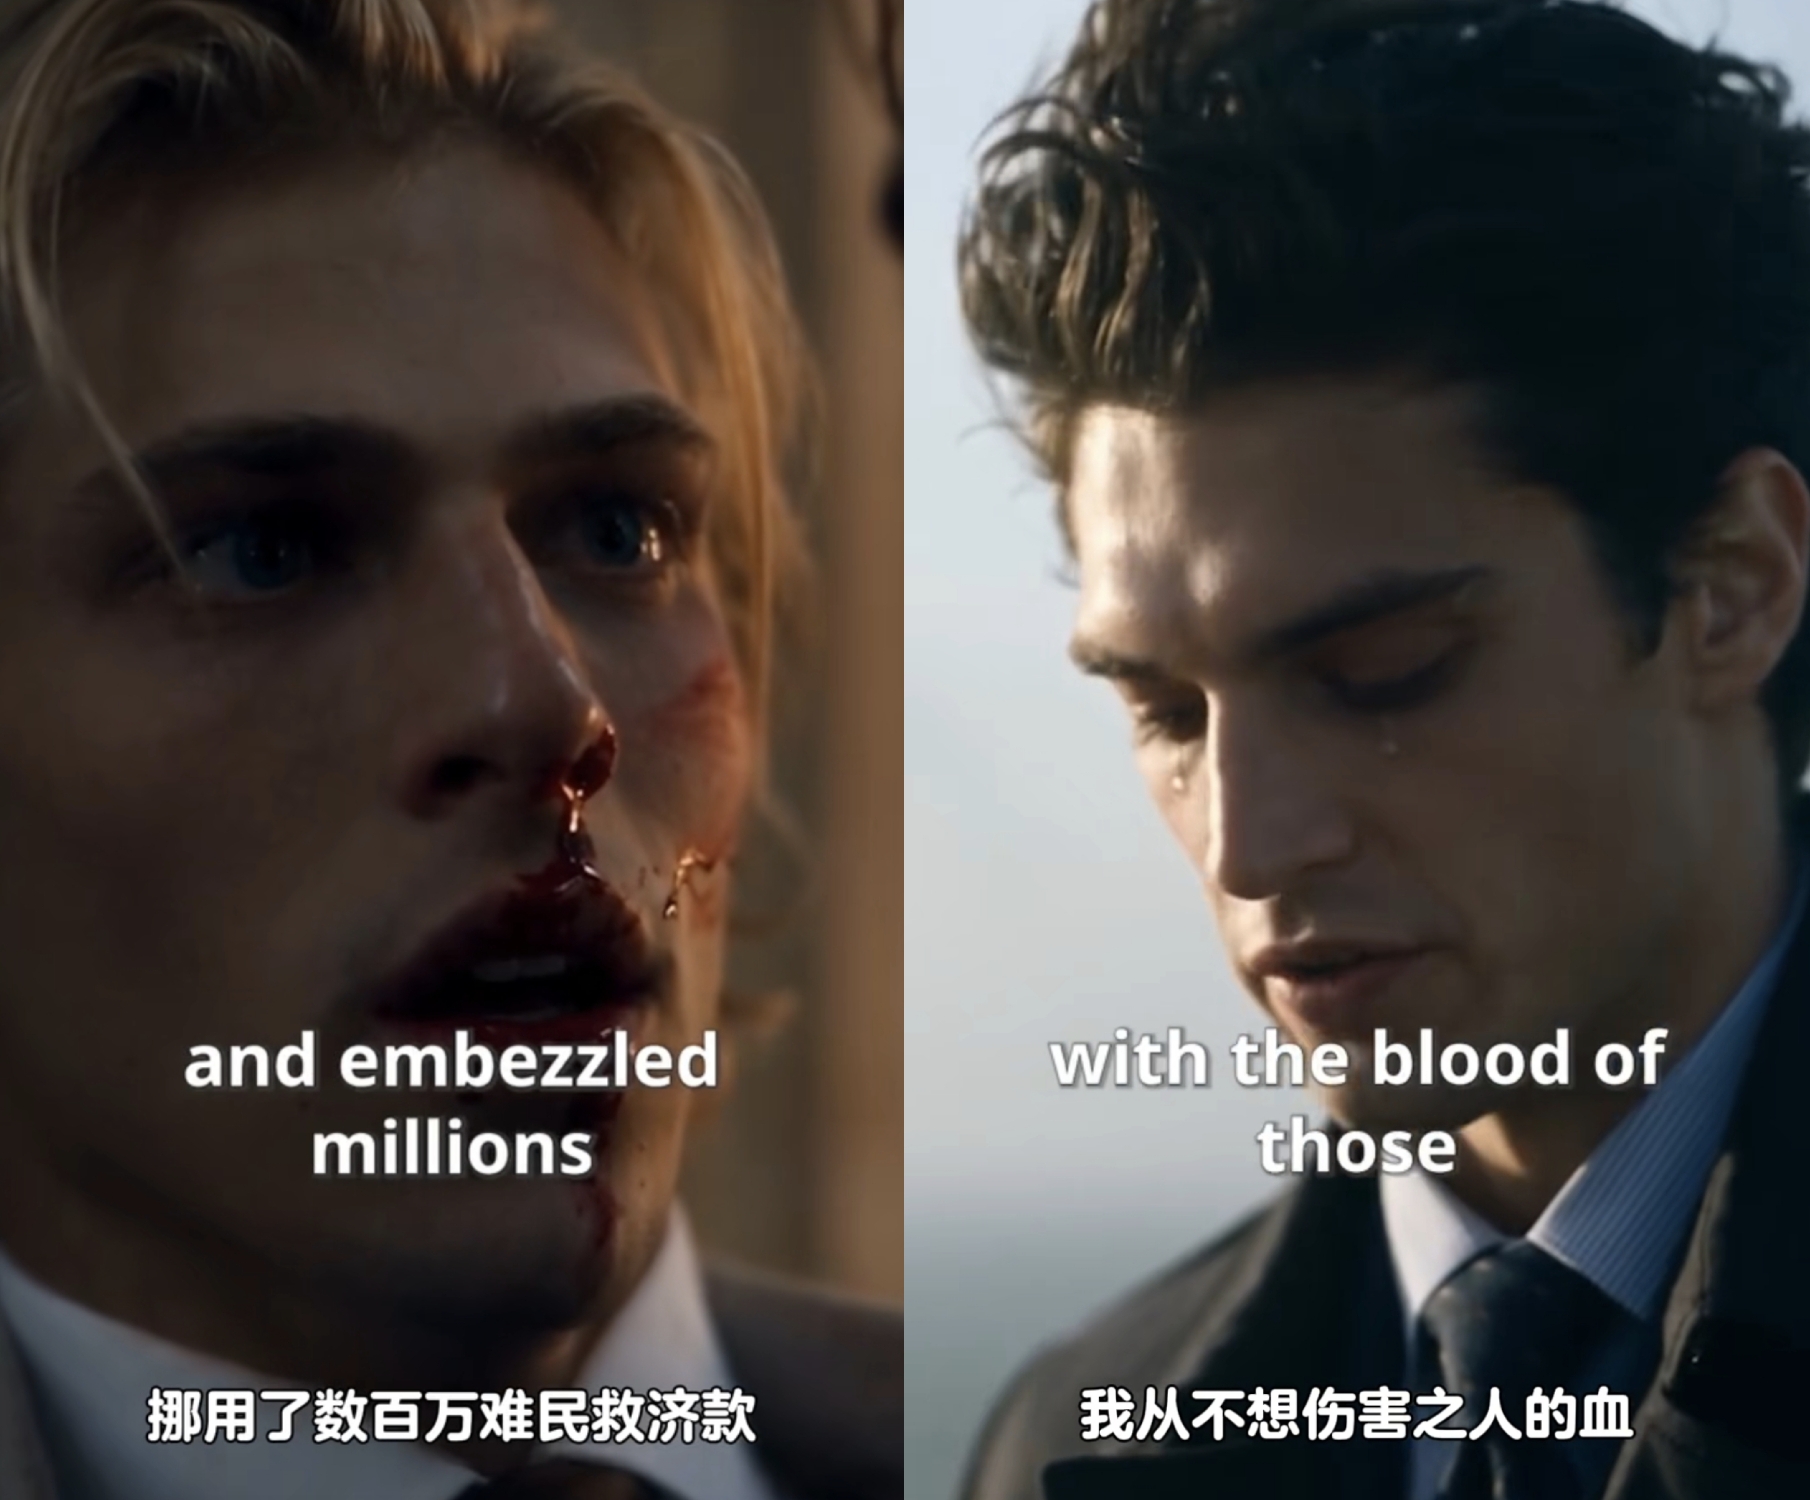 and embezzled
millions
挪用了数百万难民救济款
with the blood of
those
我从不想伤害之人的血